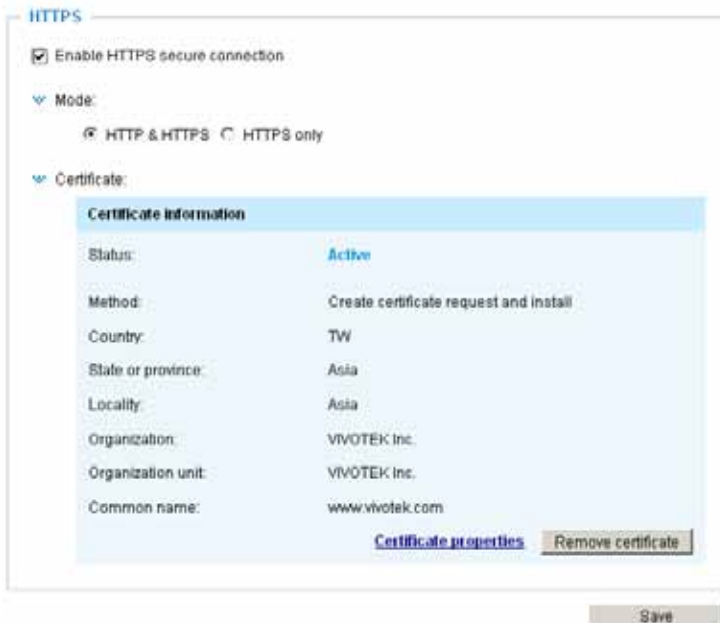 HTTPS
Enable HTTPS secure connection
Mode:
HTTP & HTTPS HTTPS only
Certificate:
Certificate information
Status: Active
Method: Create certificate request and install
Country: TW
State or province: Asia
Locality: Asia
Organization: VIVOTEK Inc.
Organization unit: VIVOTEK Inc.
Common name: www.vivotek.com
Certificate properties Remove certificate
Save